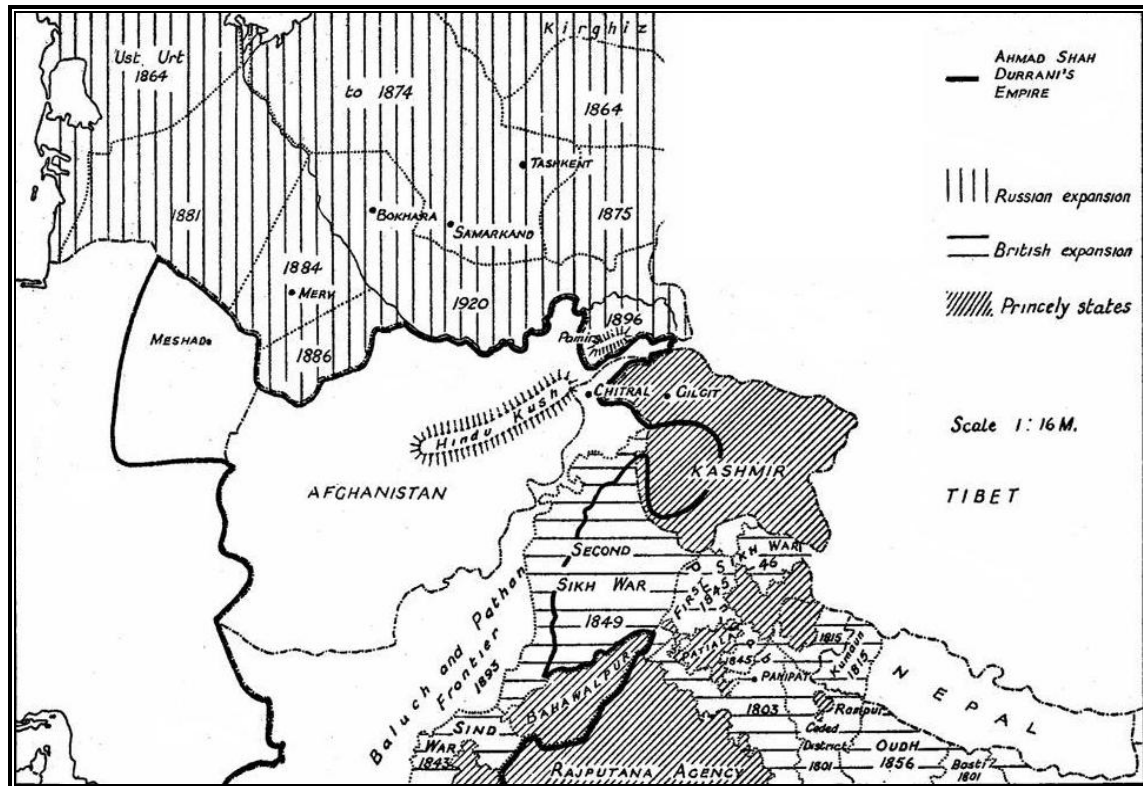 Kirghiz
Ust Urt
1864
to 1874
1864
TASHKENT
1881
BOKHARA
SAMARKAND
1875
1884
MERV
1920
1886
1896
Pamirs
MESHAD
CHITRAL
GILGIT
Hindu Kush
KASHMIR
AFGHANISTAN
TIBET
SECOND
SIKH WAR
1849
FIRST SIKH WAR
1845 46
Baluch and Pathan
Frontier
1893
PATIALA
1845
PANIPAT
1815
Kumaun
1815
NEPAL
BAHAWALPUR
1803
Rampur
SIND
WAR
1843
Ceded
District
1801
OUDH
1856
Basti
1801
RAJPUTANA AGENCY
AHMAD SHAH
DURRANI'S
EMPIRE
Russian expansion
British expansion
Princely states
Scale 1:16 M.